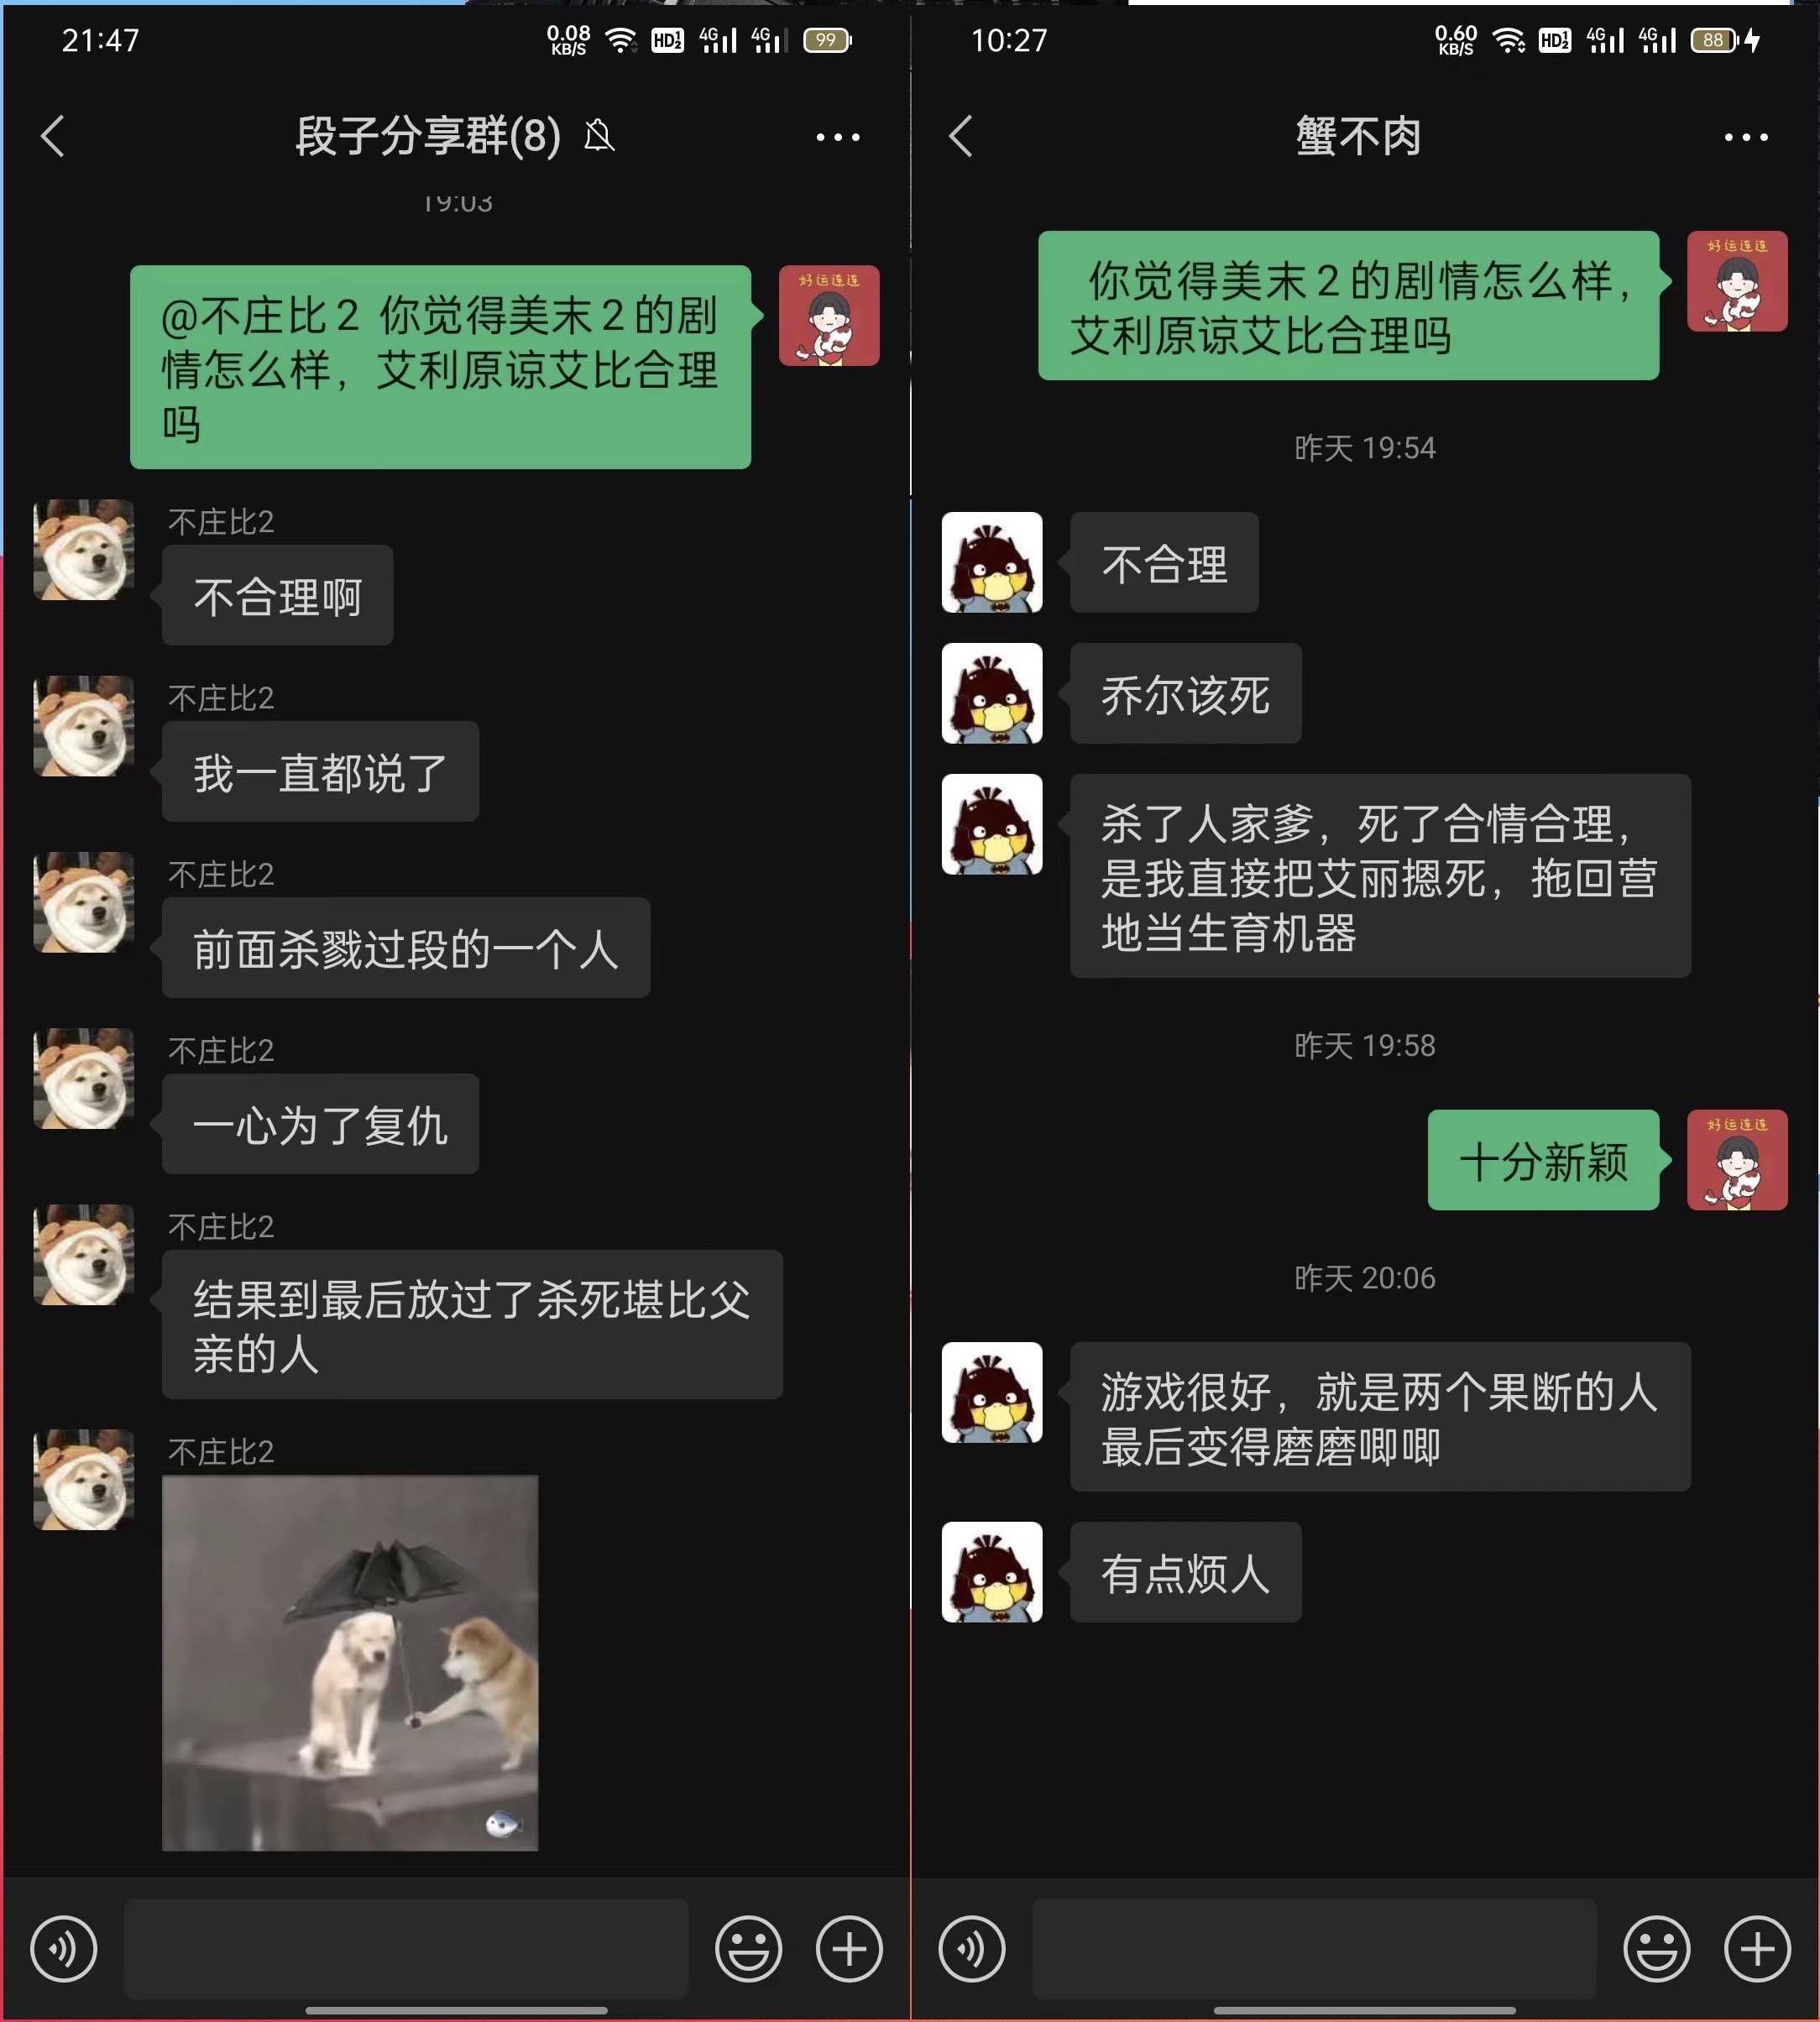 21:47
0.08
KB/S
HD 1 2
4G
4G
99
段子分享群(8)
19:03
@不庄比2 你觉得美末2的剧
情怎么样，艾利原谅艾比合理
吗
好运连连
不庄比2
不合理啊
不庄比2
我一直都说了
不庄比2
前面杀戮过段的一个人
不庄比2
一心为了复仇
不庄比2
结果到最后放过了杀死堪比父
亲的人
不庄比2
10:27
0.60
KB/S
HD 1 2
4G
4G
88
蟹不肉
你觉得美末2的剧情怎么样，
艾利原谅艾比合理吗
好运连连
昨天 19:54
不合理
乔尔该死
杀了人家爹，死了合情合理，
是我直接把艾丽摁死，拖回营
地当生育机器
昨天 19:58
十分新颖
好运连连
昨天 20:06
游戏很好，就是两个果断的人
最后变得磨磨唧唧
有点烦人